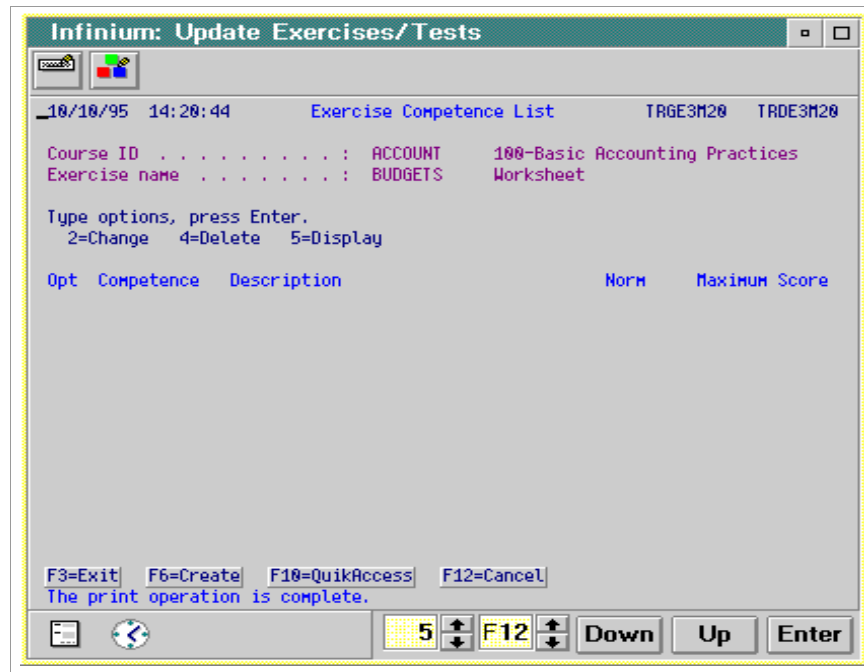 Infinium: Update Exercises/Tests
10/10/95 14:20:44 Exercise Competence List TRGE3M20 TRDE3M20
Course ID . . . . . . . . . : ACCOUNT 100-Basic Accounting Practices
Exercise name . . . . . . . : BUDGETS Worksheet
Type options, press Enter.
2=Change 4=Delete 5=Display
Opt Competence Description Norm Maximum Score
F3=Exit F6=Create F10=QuikAccess F12=Cancel
The print operation is complete.
5 F12 Down Up Enter